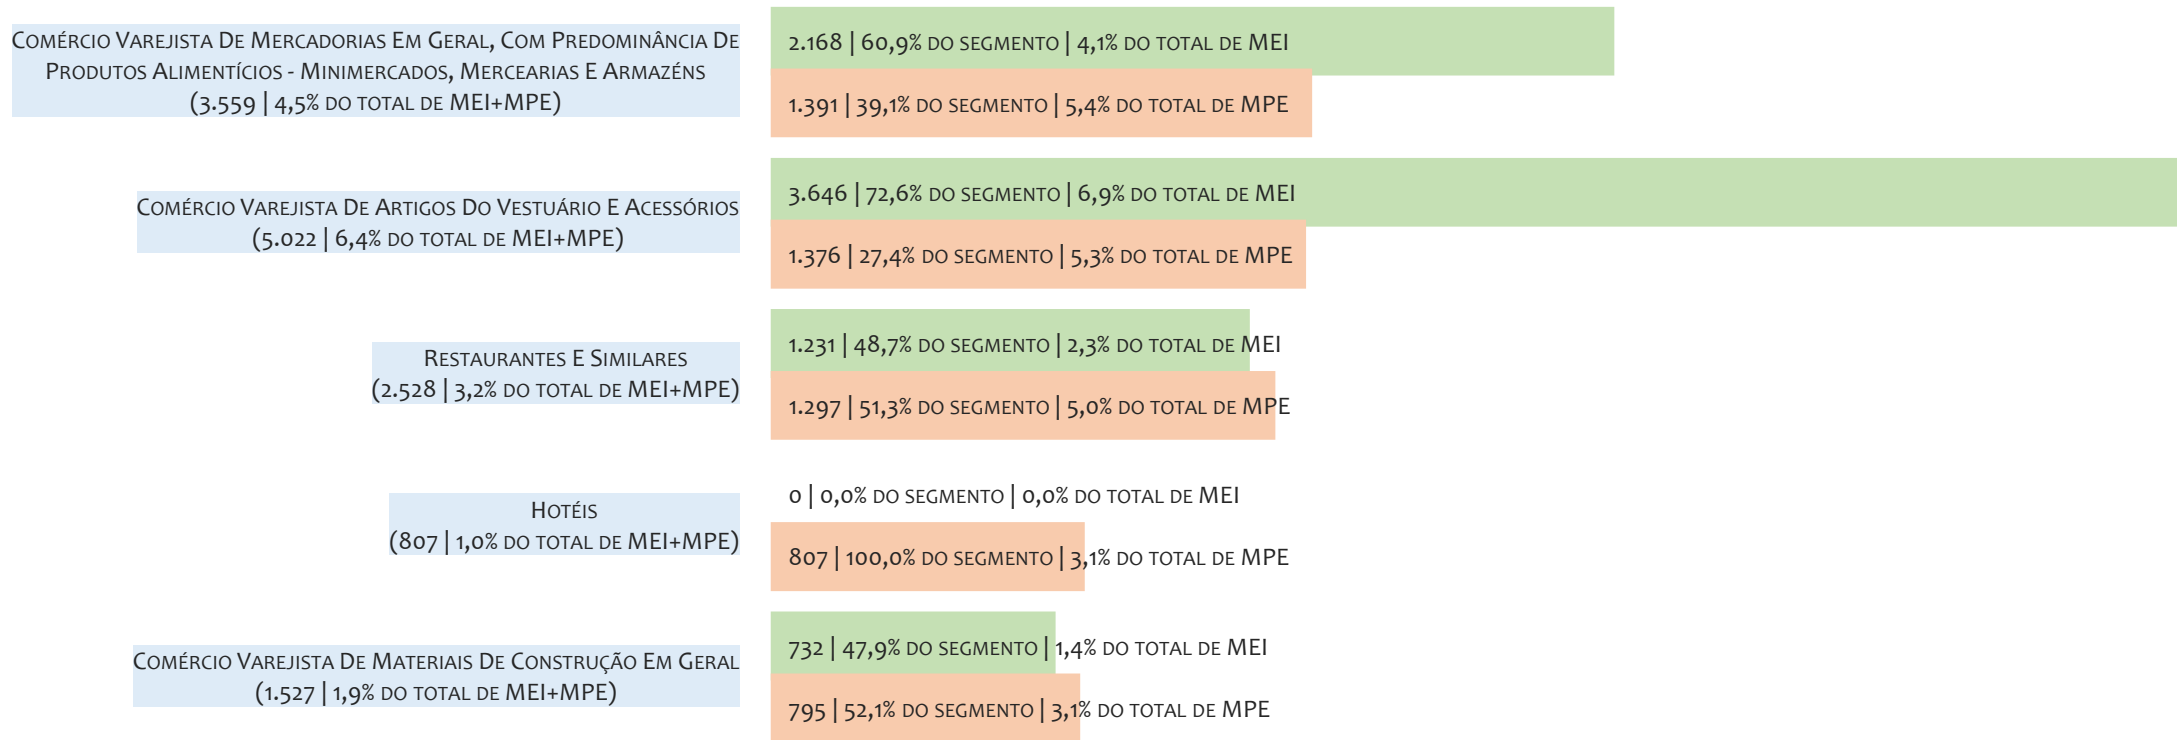 Comércio Varejista De Mercadorias Em Geral, Com Predominância De
Produtos Alimentícios - Minimercados, Mercearias E Armazéns
(3.559 | 4,5% do total de MEI+MPE)
2.168 | 60,9% do segmento | 4,1% do total de MEI
1.391 | 39,1% do segmento | 5,4% do total de MPE
Comércio Varejista De Artigos Do Vestuário E Acessórios
(5.022 | 6,4% do total de MEI+MPE)
3.646 | 72,6% do segmento | 6,9% do total de MEI
1.376 | 27,4% do segmento | 5,3% do total de MPE
Restaurantes E Similares
(2.528 | 3,2% do total de MEI+MPE)
1.231 | 48,7% do segmento | 2,3% do total de MEI
1.297 | 51,3% do segmento | 5,0% do total de MPE
Hotéis
(807 | 1,0% do total de MEI+MPE)
0 | 0,0% do segmento | 0,0% do total de MEI
807 | 100,0% do segmento | 3,1% do total de MPE
Comércio Varejista De Materiais De Construção Em Geral
(1.527 | 1,9% do total de MEI+MPE)
732 | 47,9% do segmento | 1,4% do total de MEI
795 | 52,1% do segmento | 3,1% do total de MPE